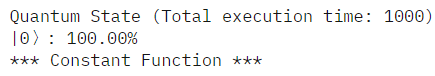 Quantum State (Total execution time: 1000)
|0⟩: 100.00%
*** Constant Function ***